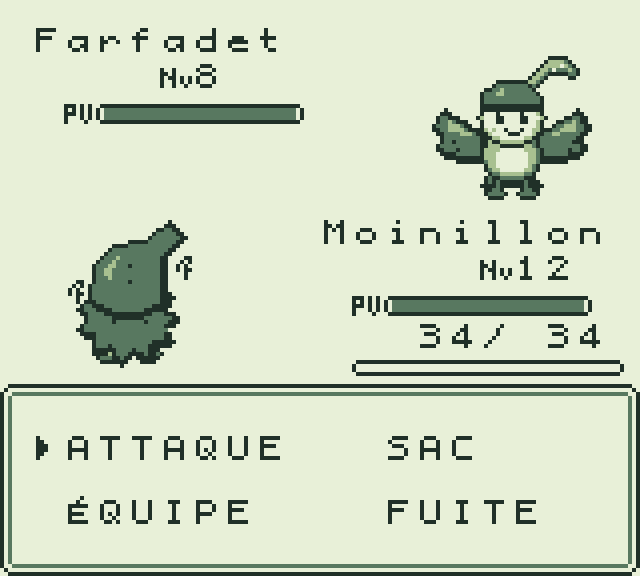 Farfadet
Nv8
PV
Moinillon
Nv12
PV
34/ 34
ATTAQUE SAC
ÉQUIPE FUITE